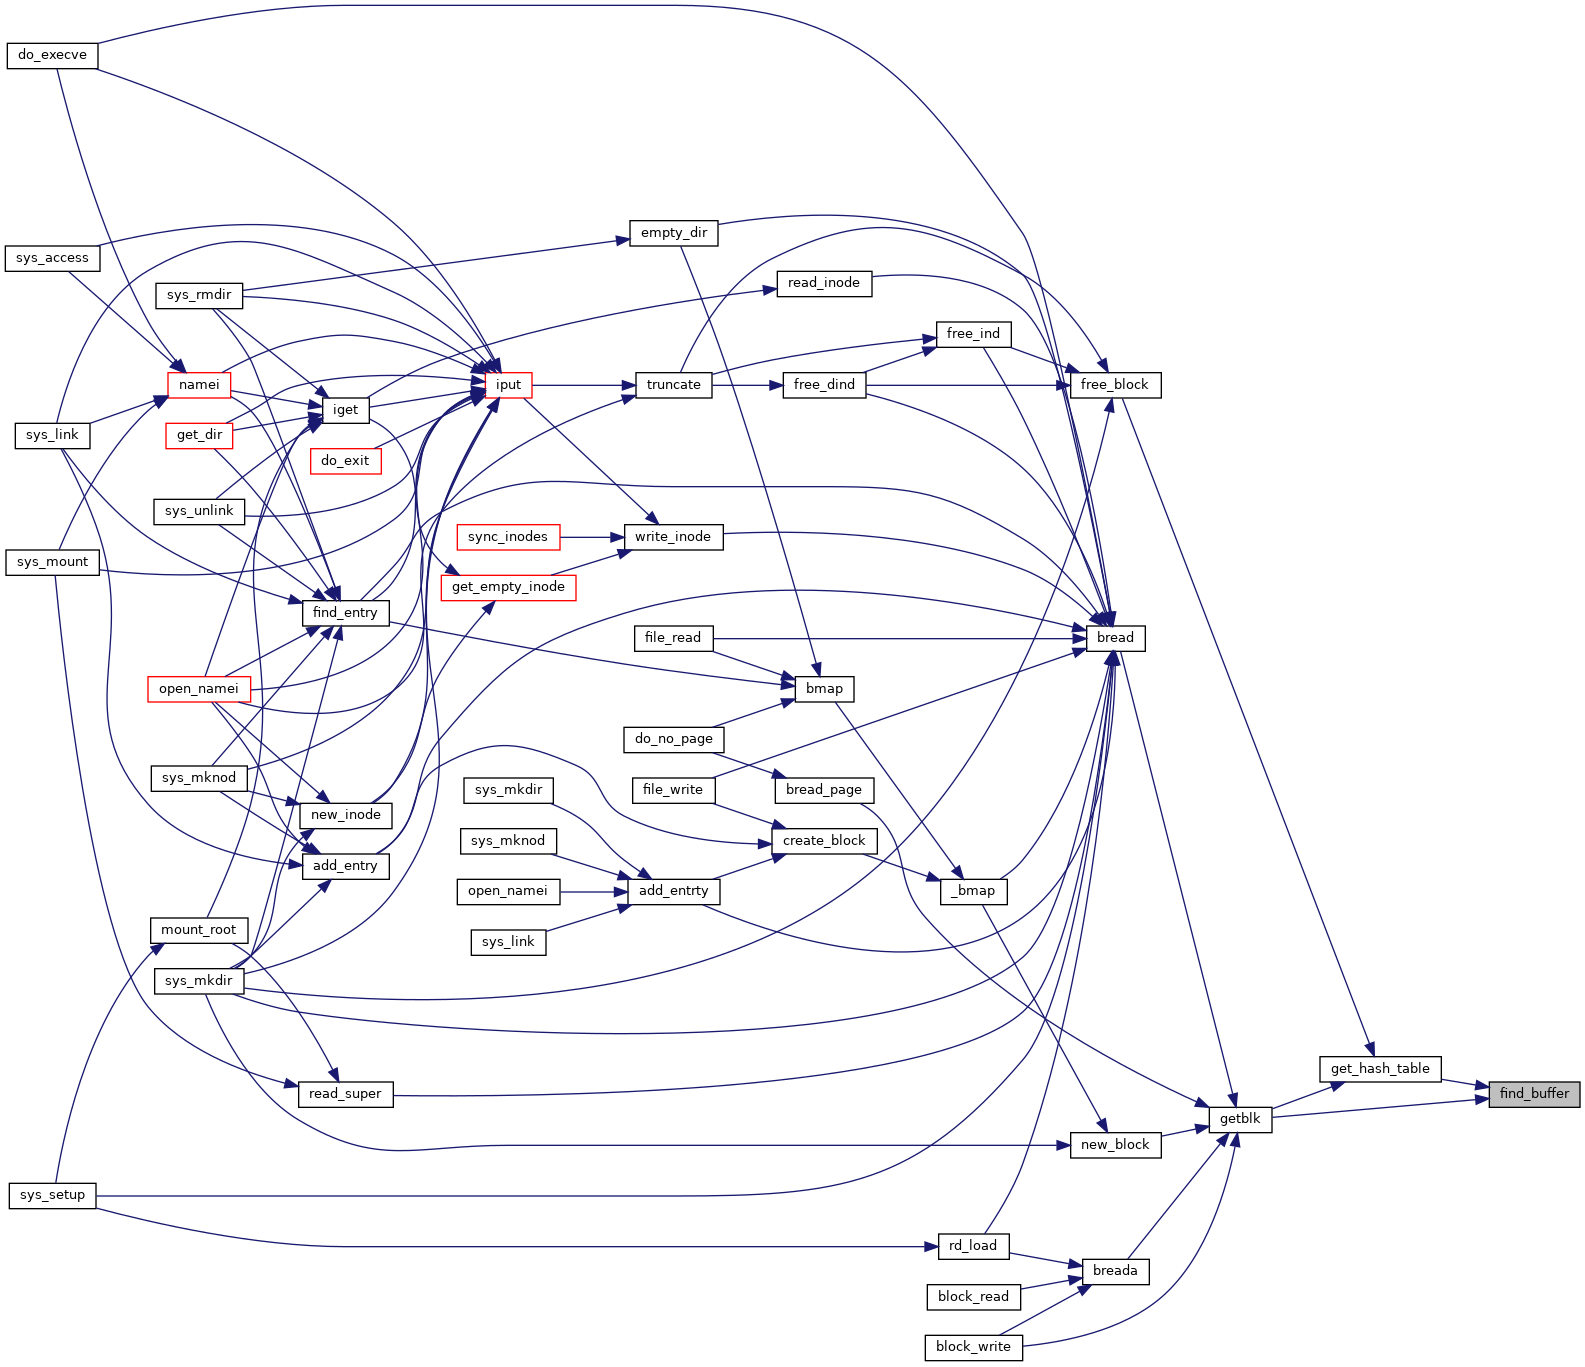 do_execve
empty_dir
sys_access
read_inode
sys_rmdir
free_ind
namei
iput
truncate
free_dind
free_block
iget
sys_link
get_dir
do_exit
sys_unlink
sync_inodes
write_inode
sys_mount
get_empty_inode
find_entry
file_read
bread
open_namei
bmap
do_no_page
sys_mknod
sys_mkdir
file_write
bread_page
new_inode
sys_mknod
create_block
add_entry
open_namei
add_entrty
_bmap
mount_root
sys_link
sys_mkdir
get_hash_table
read_super
find_buffer
getblk
new_block
sys_setup
rd_load
breada
block_read
block_write